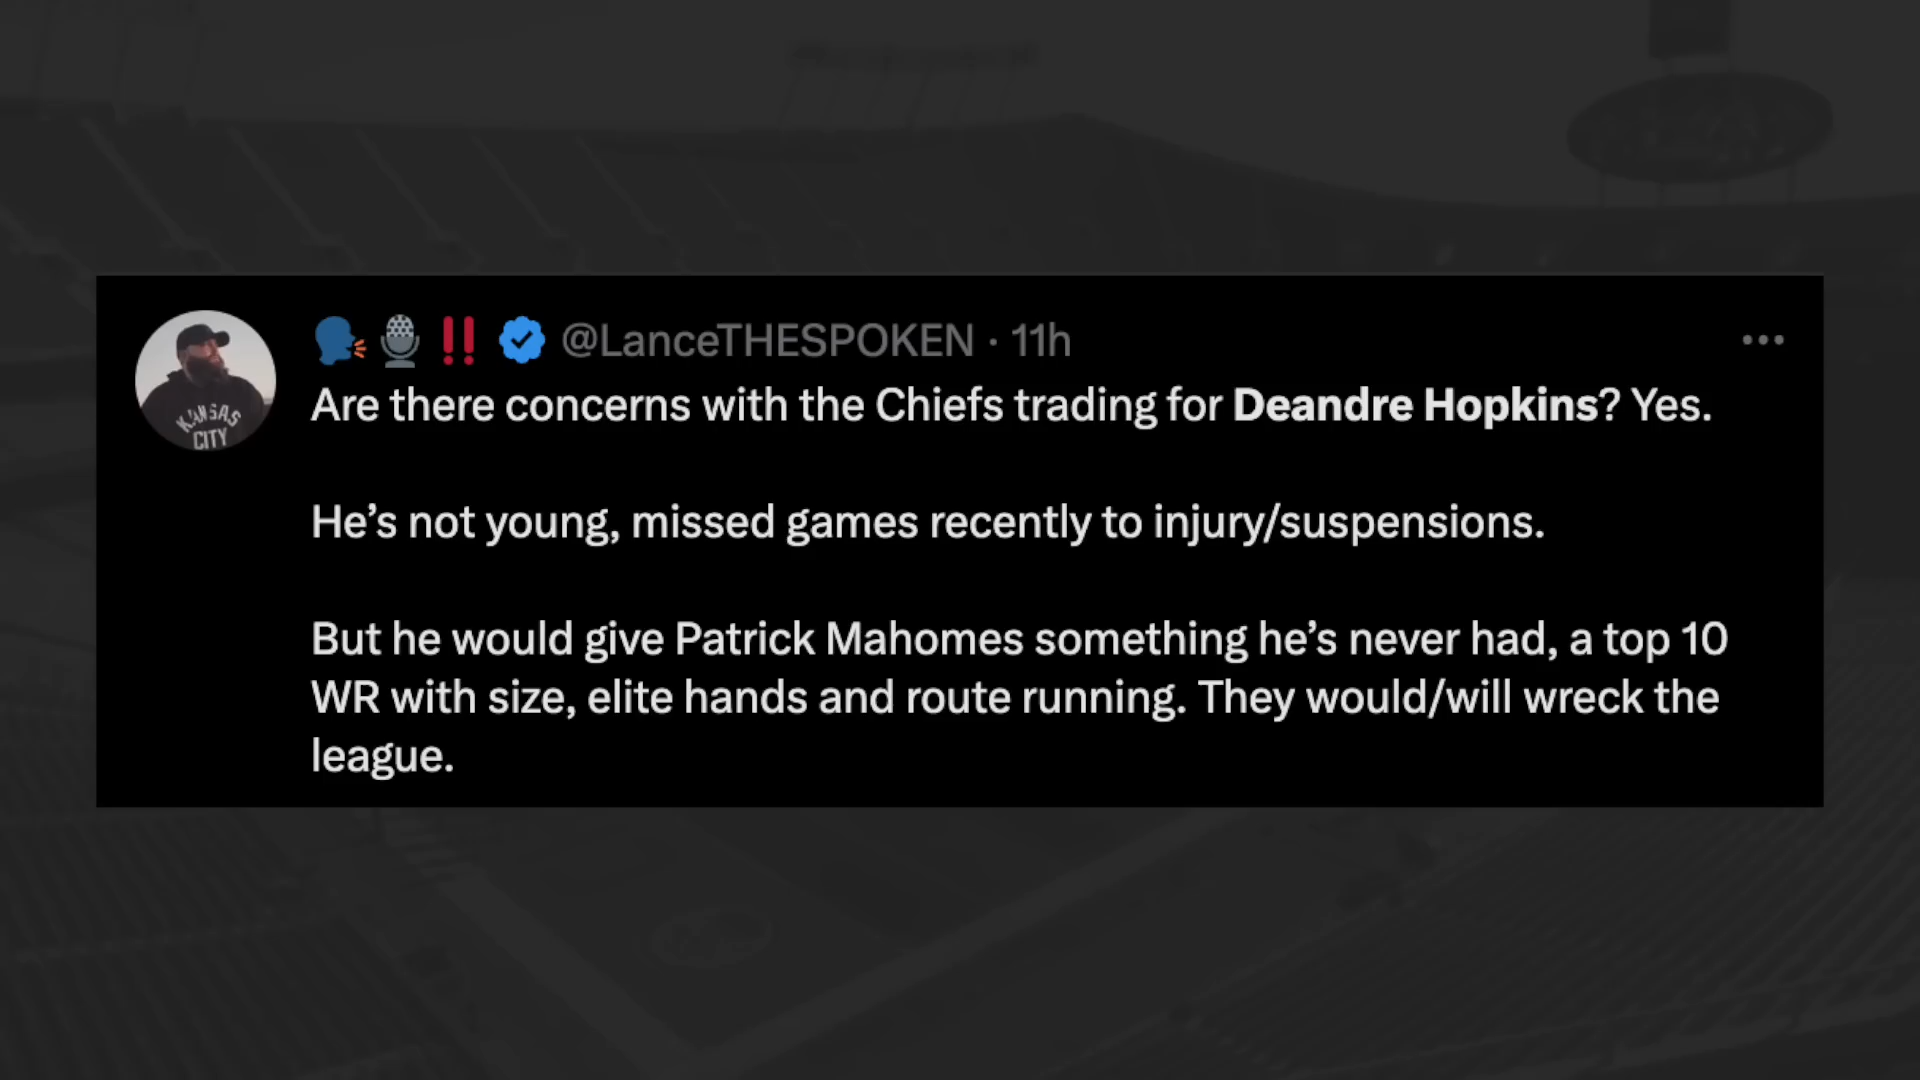 @LanceTHESPOKEN · 11h
Are there concerns with the Chiefs trading for Deandre Hopkins? Yes.
He’s not young, missed games recently to injury/suspensions.
But he would give Patrick Mahomes something he’s never had, a top 10
WR with size, elite hands and route running. They would/will wreck the
league.
KANSAS
CITY